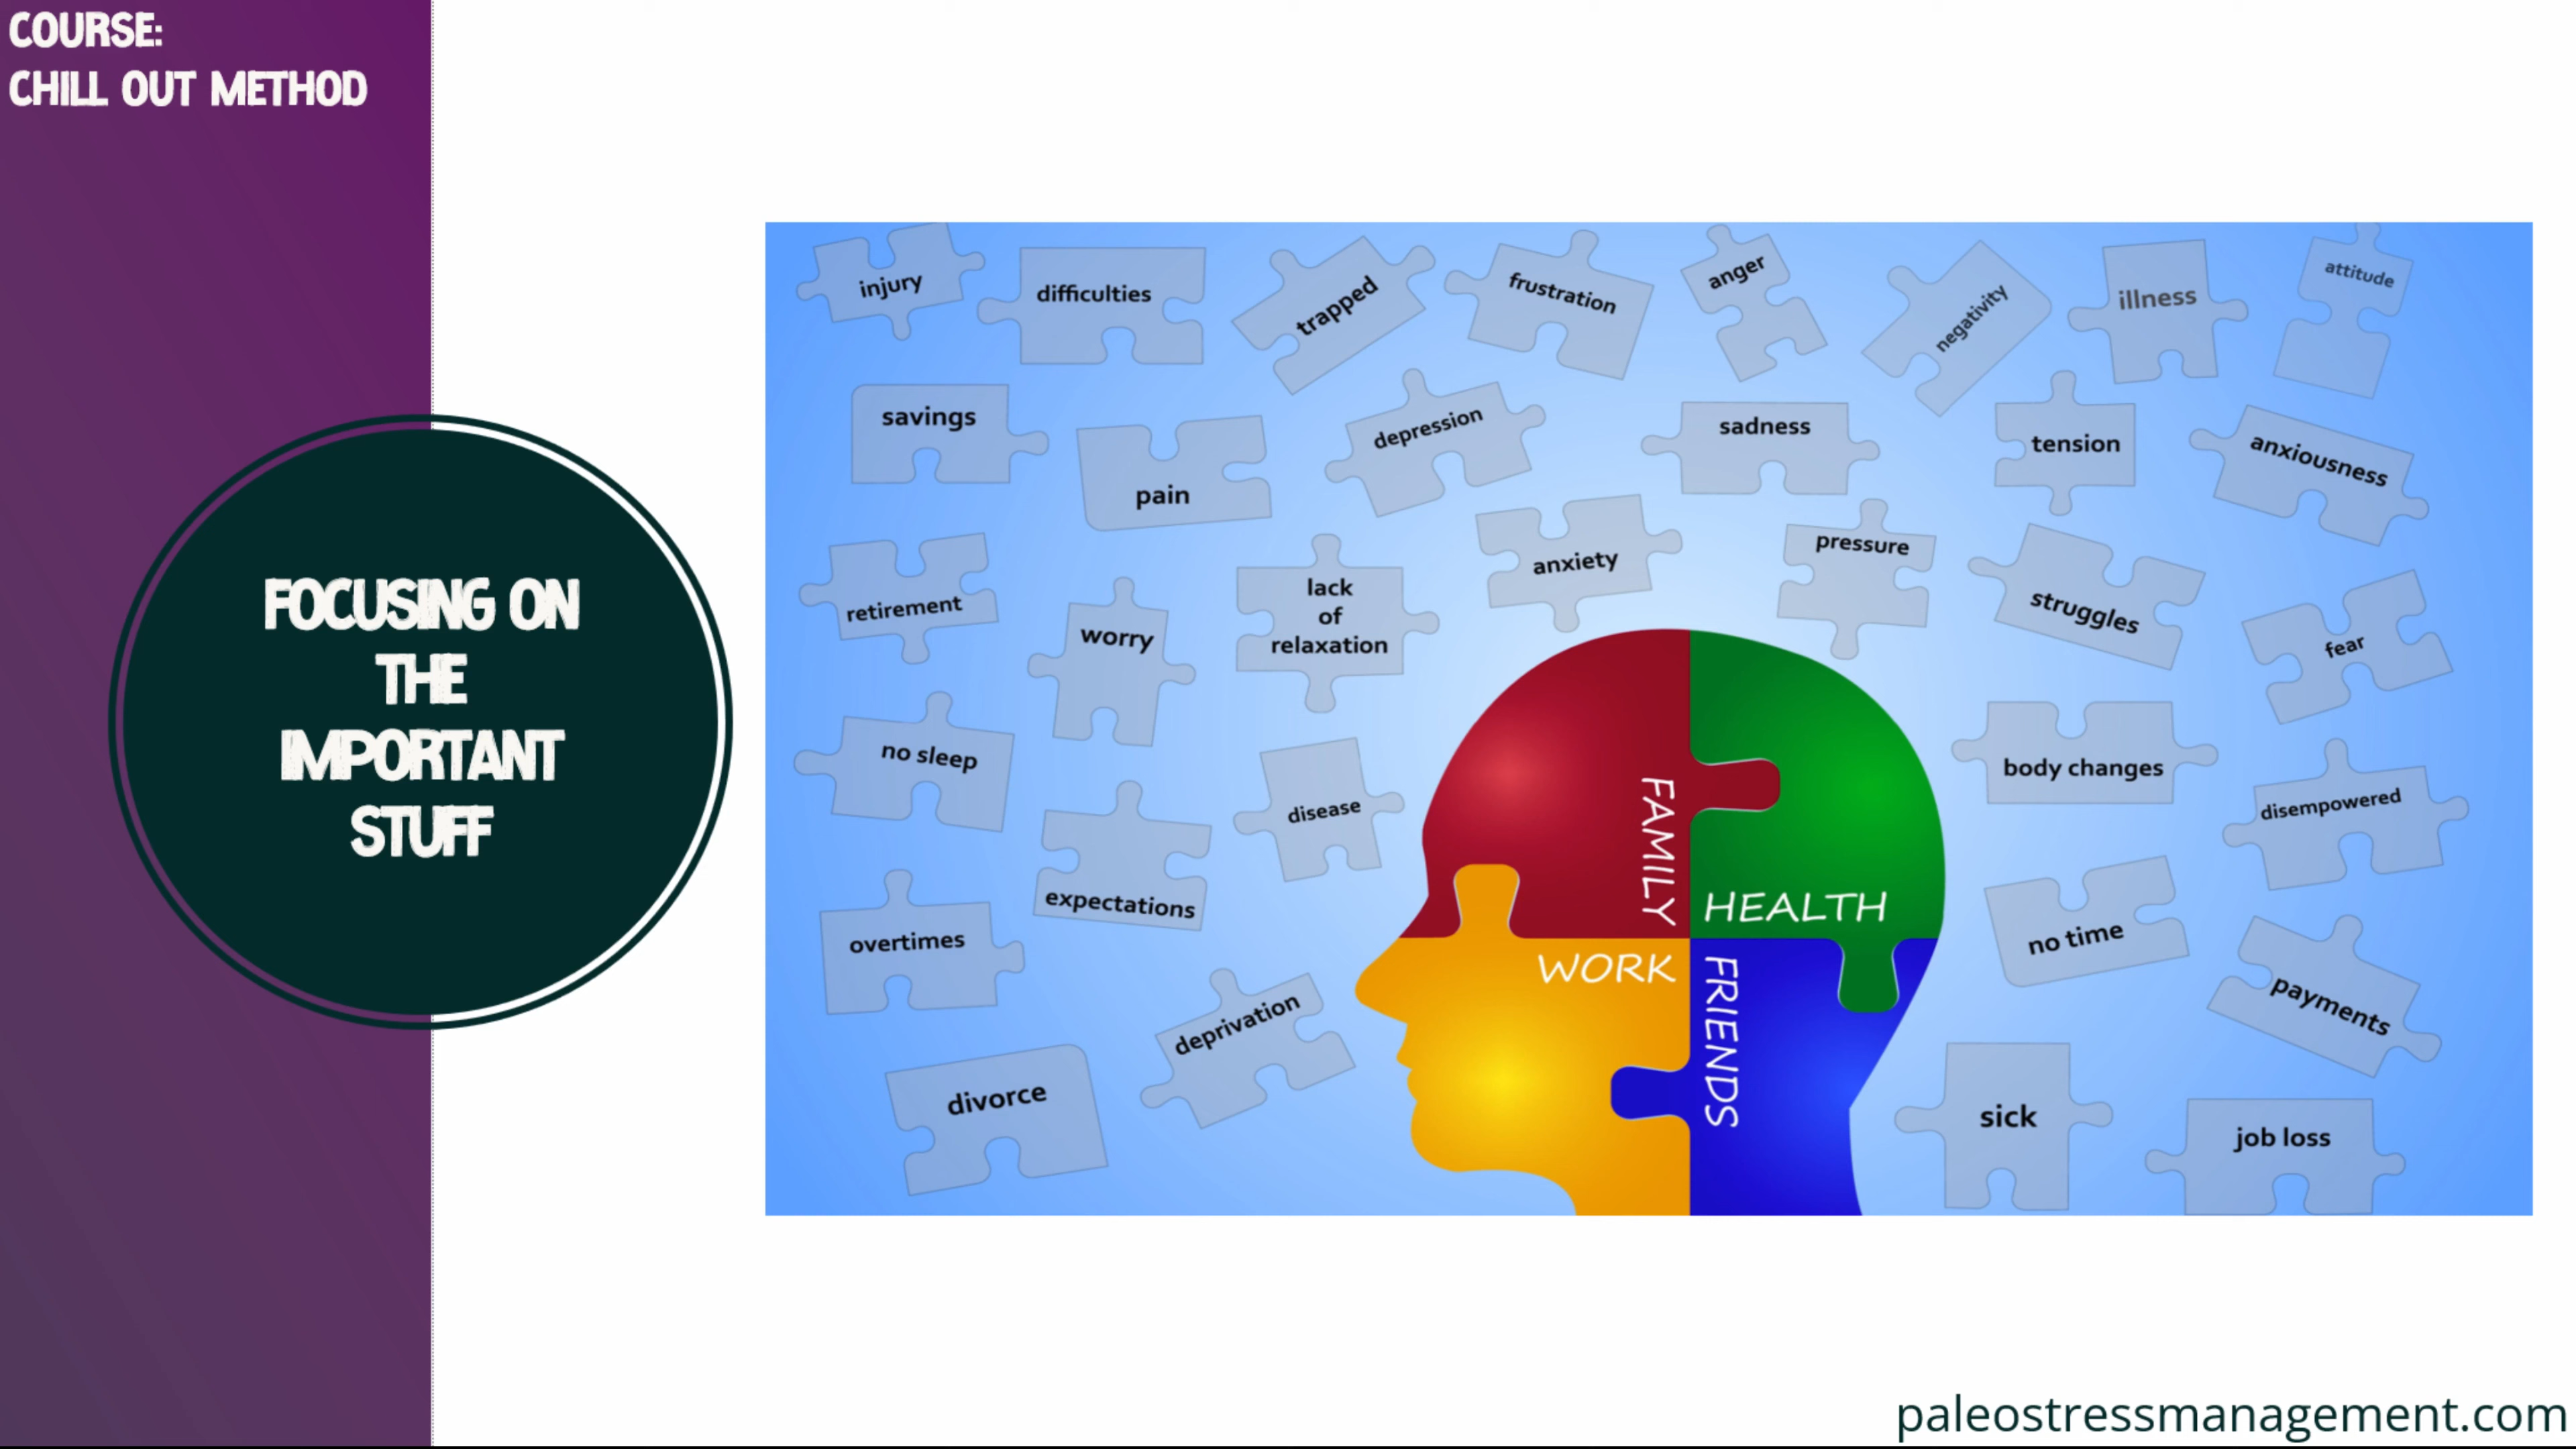 COURSE:
CHILL OUT METHOD
FOCUSING ON
THE
IMPORTANT
STUFF
injury
difficulties
trapped
frustration
anger
negativity
illness
attitude
savings
pain
depression
sadness
tension
anxiousness
retirement
worry
lack
of
relaxation
anxiety
pressure
struggles
fear
no sleep
expectations
disease
body changes
disempowered
overtimes
deprivation
divorce
no time
payments
sick
job loss
FAMILY
HEALTH
WORK
FRIENDS
paleostressmanagement.com